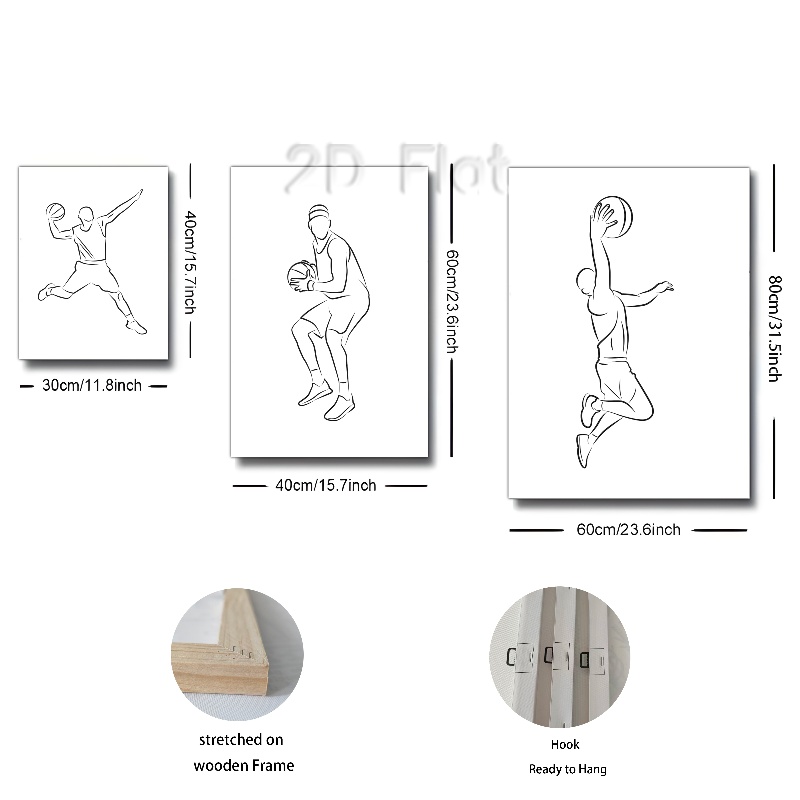 2D Flat
40cm/15.7inch
30cm/11.8inch
60cm/23.6inch
40cm/15.7inch
80cm/31.5inch
60cm/23.6inch
stretched on
wooden Frame
Hook
Ready to Hang